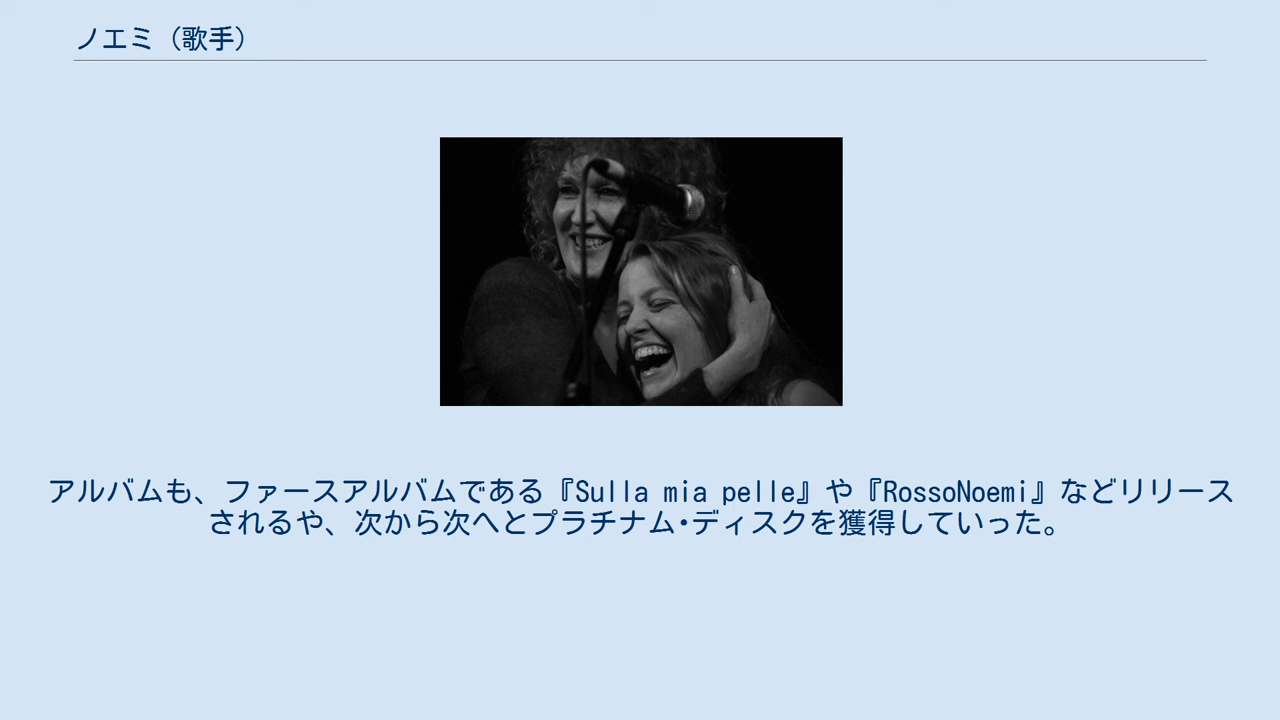 ノエミ（歌手）
アルバムも、ファースアルバムである『Sulla mia pelle』や『RossoNoemi』などリリース
されるや、次から次へとプラチナム・ディスクを獲得していった。